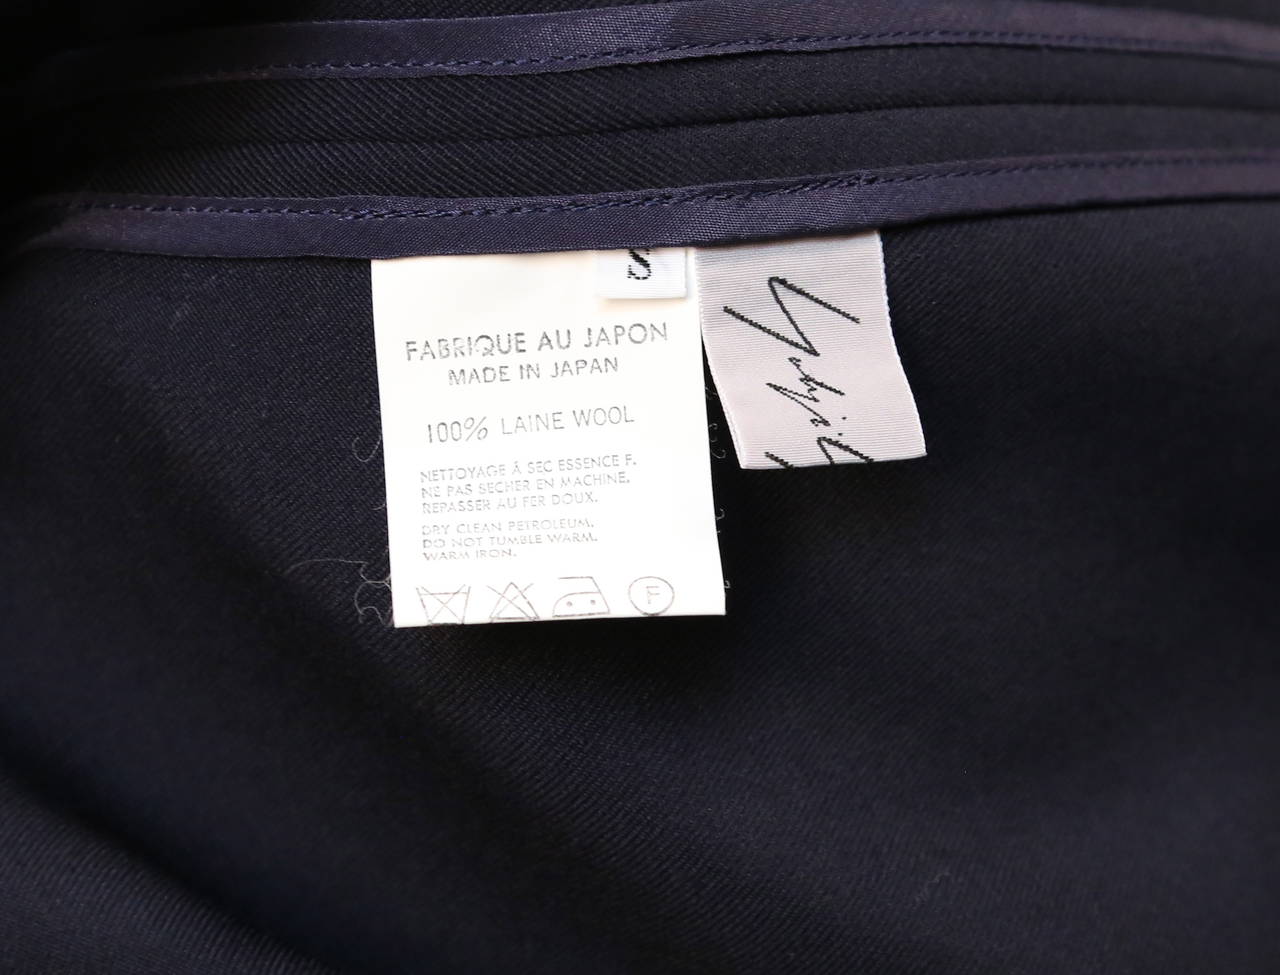 S
FABRIQUE AU JAPON
MADE IN JAPAN
100% LAINE WOOL
NETTOYAGE À SEC ESSENCE F.
NE PAS SECHER EN MACHINE.
REPASSER AU FER DOUX.
DRY CLEAN PETROLEUM.
DO NOT TUMBLE WARM.
WARM IRON.
F